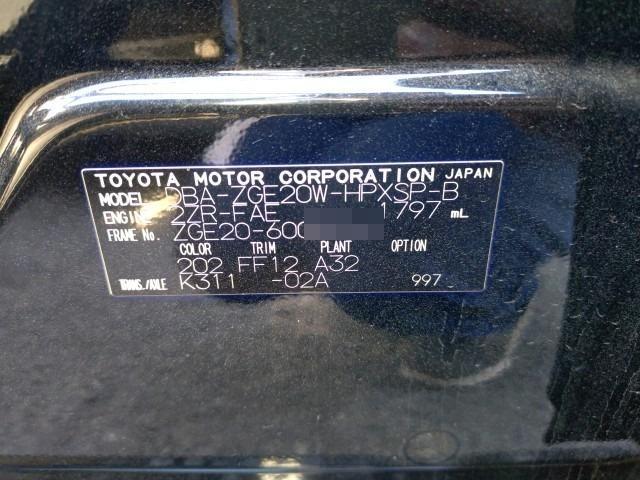 TOYOTA MOTOR CORPORATION JAPAN
MODEL DBA-ZGE20W-HPXSP-B
ENGINE 2ZR-FAE 1797 mL
FRAME No. ZGE20-600
COLOR TRIM PLANT OPTION
202 FF12 A32
TRANS./AXLE K311 -02A 997